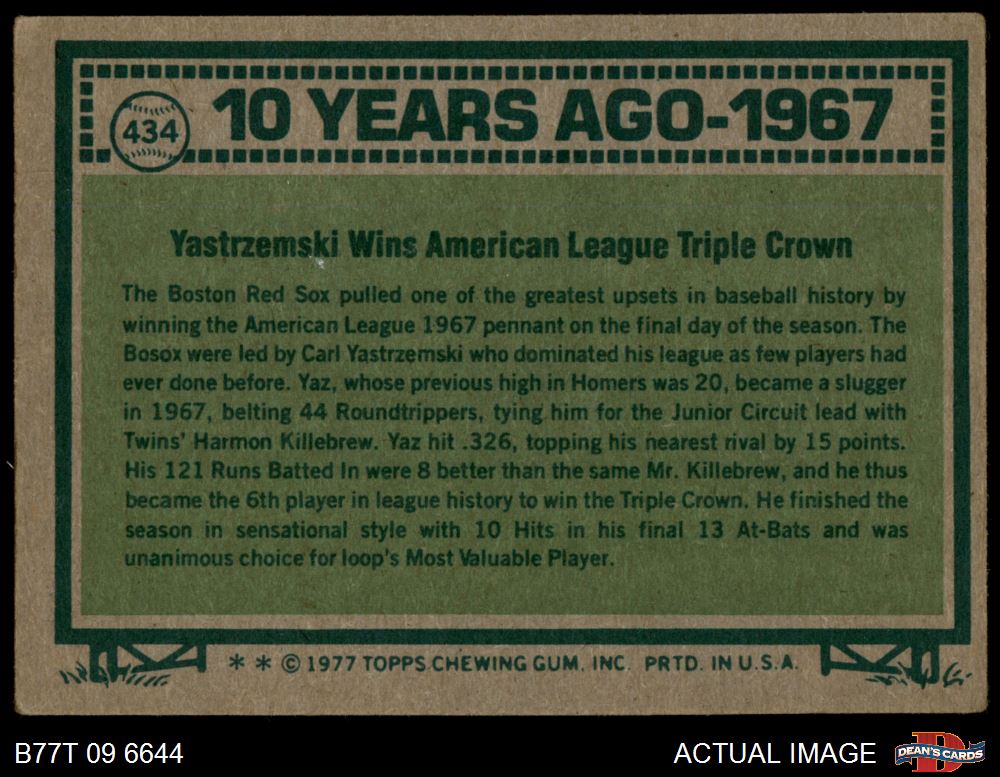 434
10 YEARS AGO-1967
Yastrzemski Wins American League Triple Crown
The Boston Red Sox pulled one of the greatest upsets in baseball history by
winning the American League 1967 pennant on the final day of the season. The
Bosox were led by Carl Yastrzemski who dominated his league as few players had
ever done before. Yaz, whose previous high in Homers was 20, became a slugger
in 1967, belting 44 Roundtrippers, tying him for the Junior Circuit lead with
Twins' Harmon Killebrew. Yaz hit .326, topping his nearest rival by 15 points.
His 121 Runs Batted In were 8 better than the same Mr. Killebrew, and he thus
became the 6th player in league history to win the Triple Crown. He finished the
season in sensational style with 10 Hits in his final 13 At-Bats and was
unanimous choice for loop's Most Valuable Player.
* * © 1977 TOPPS CHEWING GUM, INC. PRTD. IN U.S.A.
B77T 09 6644
ACTUAL IMAGE
D
DEAN'S CARDS